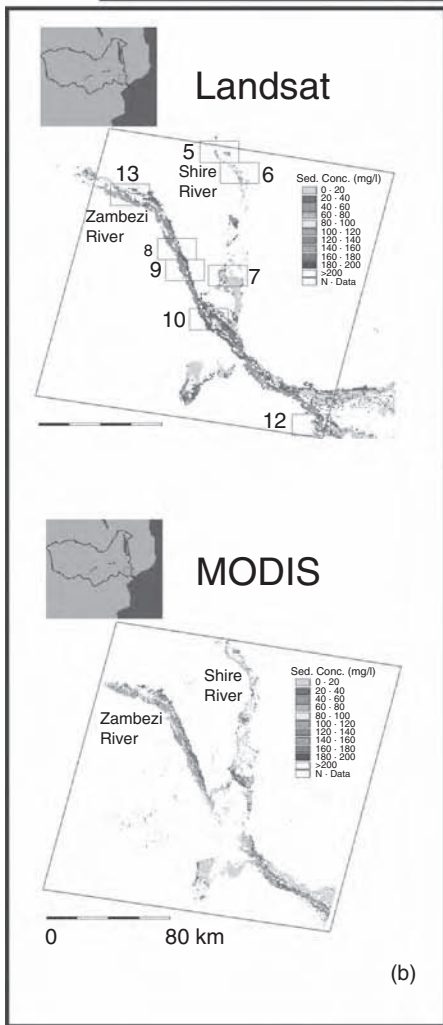 Landsat
5
Shire
River
6
13
Zambezi
River
8
9
7
10
12
Sed. Conc. (mg/l)
0 - 20
20 - 40
40 - 60
60 - 80
80 - 100
100 - 120
120 - 140
140 - 160
160 - 180
180 - 200
>200
N - Data
MODIS
Shire
River
Zambezi
River
Sed. Conc. (mg/l)
0 - 20
20 - 40
40 - 60
60 - 80
80 - 100
100 - 120
120 - 140
140 - 160
160 - 180
180 - 200
>200
N - Data
0 80 km
(b)